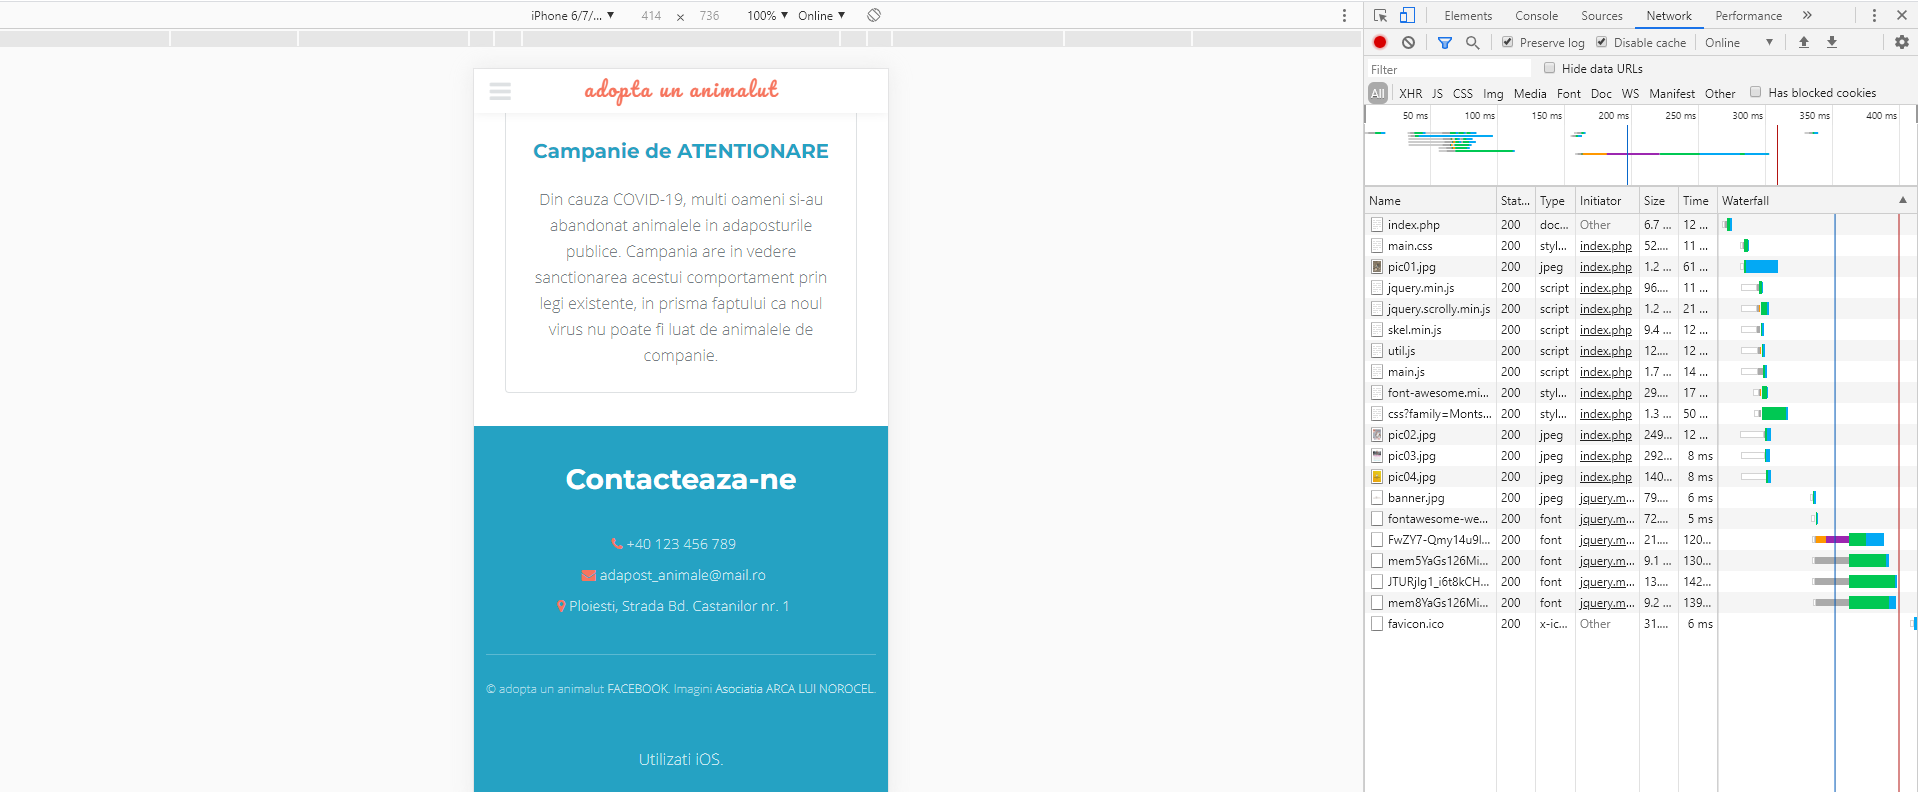 iPhone 6/7/... ▼ 414 × 736 100% ▼ Online ▼
Elements Console Sources Network Performance »
Preserve log Disable cache Online ▼
Filter Hide data URLs
All XHR JS CSS Img Media Font Doc WS Manifest Other Has blocked cookies
50 ms 100 ms 150 ms 200 ms 250 ms 300 ms 350 ms 400 ms
Name Stat... Type Initiator Size Time Waterfall
index.php 200 doc... Other 6.7 ... 12 ...
main.css 200 styl... index.php 52.... 11 ...
pic01.jpg 200 jpeg index.php 1.2 ... 61 ...
jquery.min.js 200 script index.php 96.... 11 ...
jquery.scrolly.min.js 200 script index.php 1.2 ... 21 ...
skel.min.js 200 script index.php 9.4 ... 12 ...
util.js 200 script index.php 12.... 12 ...
main.js 200 script index.php 1.7 ... 14 ...
font-awesome.mi... 200 styl... index.php 29.... 17 ...
css?family=Monts... 200 styl... index.php 1.3 ... 50 ...
pic02.jpg 200 jpeg index.php 249... 12 ...
pic03.jpg 200 jpeg index.php 292... 8 ms
pic04.jpg 200 jpeg index.php 140... 8 ms
banner.jpg 200 jpeg jquery.m... 79.... 6 ms
fontawesome-we... 200 font jquery.m... 72.... 5 ms
FwZY7-Qmy14u9l... 200 font jquery.m... 21.... 120...
mem5YaGs126Mi... 200 font jquery.m... 9.1 ... 130...
JTURjIg1_i6t8kCH... 200 font jquery.m... 13.... 142...
mem8YaGs126Mi... 200 font jquery.m... 9.2 ... 139...
favicon.ico 200 x-ic... Other 31.... 6 ms
adopta un animalut
Campanie de ATENTIONARE
Din cauza COVID-19, multi oameni si-au
abandonat animalele in adaposturile
publice. Campania are in vedere
sanctionarea acestui comportament prin
legi existente, in prisma faptului ca noul
virus nu poate fi luat de animalele de
companie.
Contacteaza-ne
+40 123 456 789
adapost_animale@mail.ro
Ploiesti, Strada Bd. Castanilor nr. 1
© adopta un animalut FACEBOOK. Imagini Asociatia ARCA LUI NOROCEL.
Utilizati iOS.